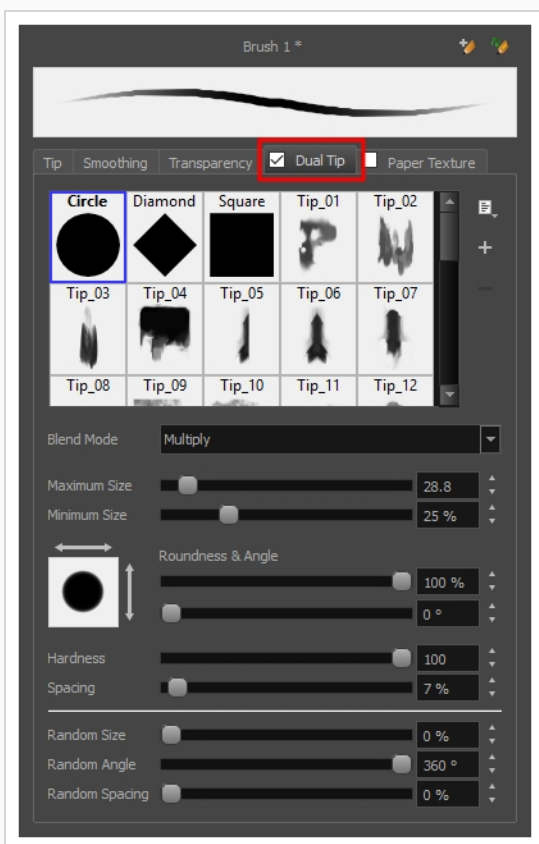 Brush 1 *
Tip Smoothing Transparency Dual Tip Paper Texture
Circle Diamond Square Tip_01 Tip_02
Tip_03 Tip_04 Tip_05 Tip_06 Tip_07
Tip_08 Tip_09 Tip_10 Tip_11 Tip_12
Blend Mode Multiply
Maximum Size 28.8
Minimum Size 25 %
Roundness & Angle
100 %
0 °
Hardness 100
Spacing 7 %
Random Size 0 %
Random Angle 360 °
Random Spacing 0 %